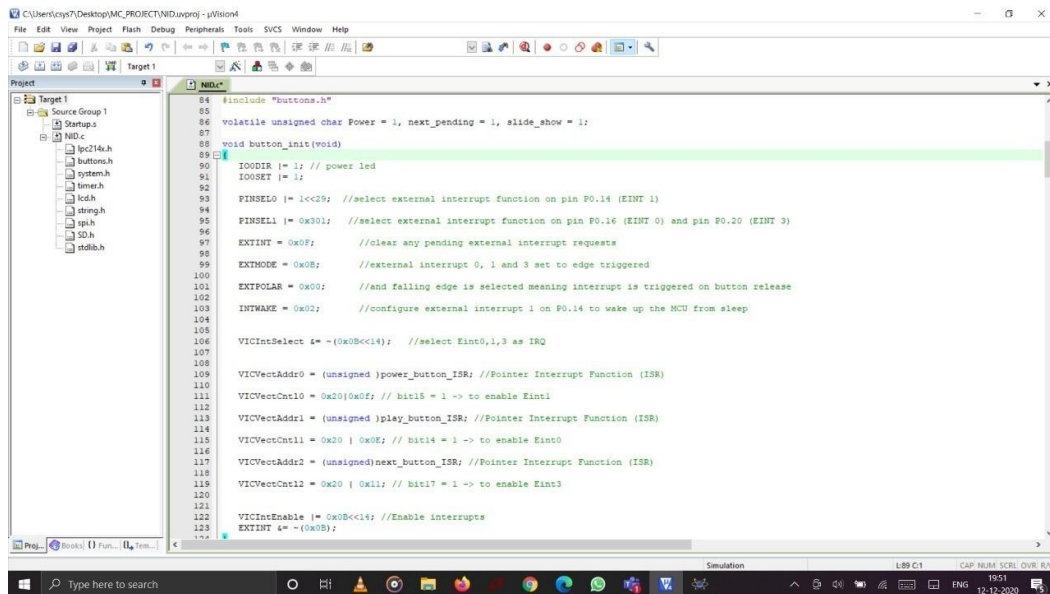 C:\Users\csys7\Desktop\MC_PROJECT\NID.uvproj - µVision4
File Edit View Project Flash Debug Peripherals Tools SVCS Window Help
Target 1
Project
NID.c*
Target 1
Source Group 1
Startup.s
NID.c
lpc214x.h
buttons.h
system.h
timer.h
lcd.h
string.h
spi.h
SD.h
stdlib.h
84 #include "buttons.h"
85
86 volatile unsigned char Power = 1, next_pending = 1, slide_show = 1;
87
88 void button_init(void)
89 {
90 IO0DIR |= 1; // power led
91 IO0SET |= 1;
92
93 PINSEL0 |= 1<<29; //select external interrupt function on pin P0.14 (EINT 1)
94
95 PINSEL1 |= 0x301; //select external interrupt function on pin P0.16 (EINT 0) and pin P0.20 (EINT 3)
96
97 EXTINT = 0x0F; //clear any pending external interrupt requests
98
99 EXTMODE = 0x0B; //external interrupt 0, 1 and 3 set to edge triggered
100
101 EXTPOLAR = 0x00; //and falling edge is selected meaning interrupt is triggered on button release
102
103 INTWAKE = 0x02; //configure external interrupt 1 on P0.14 to wake up the MCU from sleep
104
105
106 VICIntSelect &= ~(0x0B<<14); //select Eint0,1,3 as IRQ
107
108
109 VICVectAddr0 = (unsigned )power_button_ISR; //Pointer Interrupt Function (ISR)
110
111 VICVectCntl0 = 0x20|0x0f; // bit15 = 1 -> to enable Eint1
112
113 VICVectAddr1 = (unsigned )play_button_ISR; //Pointer Interrupt Function (ISR)
114
115 VICVectCntl1 = 0x20 | 0x0E; // bit14 = 1 -> to enable Eint0
116
117 VICVectAddr2 = (unsigned)next_button_ISR; //Pointer Interrupt Function (ISR)
118
119 VICVectCntl2 = 0x20 | 0x11; // bit17 = 1 -> to enable Eint3
120
121
122 VICIntEnable |= 0x0B<<14; //Enable interrupts
123 EXTINT &= ~(0x0B);
124 }
Proj... Books {} Fun... Tem...
Simulation L:89 C:1 CAP NUM SCRL OVR R/W
Type here to search
ENG
19:51
12-12-2020
5